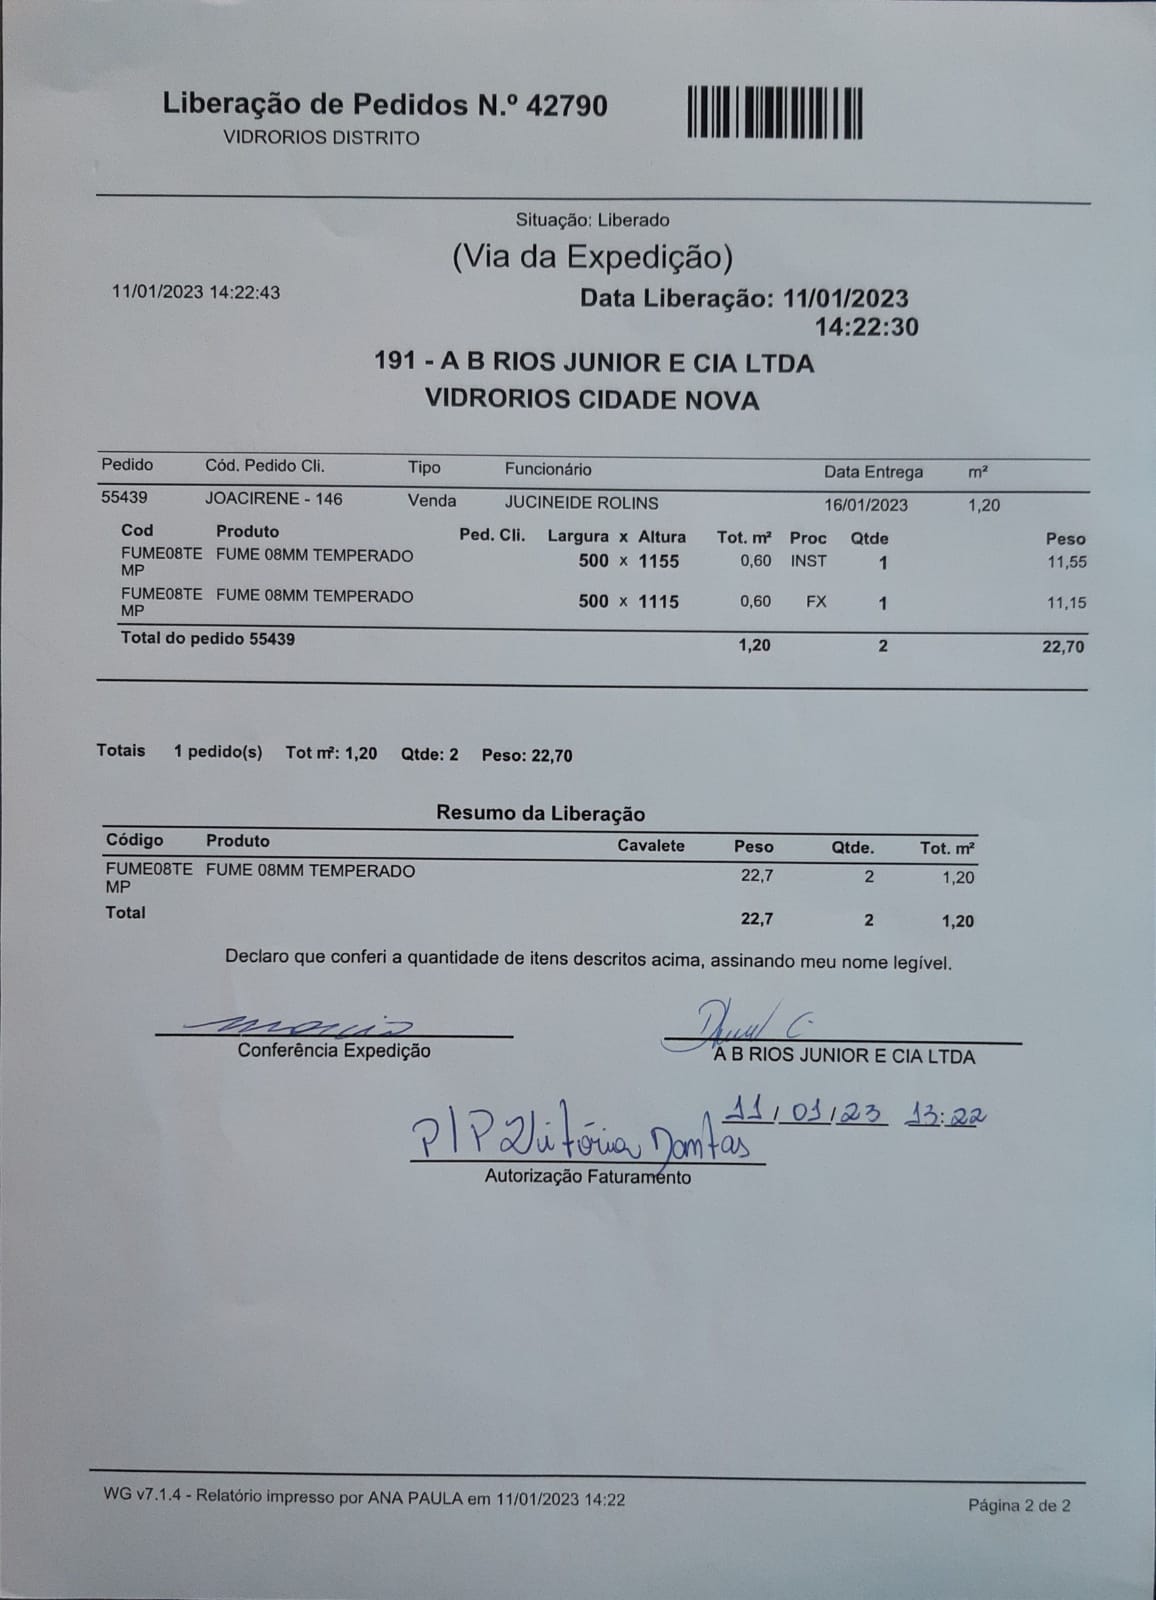 Liberação de Pedidos N.º 42790
VIDRORIOS DISTRITO
Situação: Liberado
(Via da Expedição)
11/01/2023 14:22:43
Data Liberação: 11/01/2023
14:22:30
191 - A B RIOS JUNIOR E CIA LTDA
VIDRORIOS CIDADE NOVA
Pedido Cód. Pedido Cli. Tipo Funcionário Data Entrega m²
55439 JOACIRENE - 146 Venda JUCINEIDE ROLINS 16/01/2023 1,20
Cod Produto Ped. Cli. Largura x Altura Tot. m² Proc Qtde Peso
FUME08TE FUME 08MM TEMPERADO 500 x 1155 0,60 INST 1 11,55
MP
FUME08TE FUME 08MM TEMPERADO 500 x 1115 0,60 FX 1 11,15
MP
Total do pedido 55439 1,20 2 22,70
Totais 1 pedido(s) Tot m²: 1,20 Qtde: 2 Peso: 22,70
Resumo da Liberação
Código Produto Cavalete Peso Qtde. Tot. m²
FUME08TE FUME 08MM TEMPERADO 22,7 2 1,20
MP
Total 22,7 2 1,20
Declaro que conferi a quantidade de itens descritos acima, assinando meu nome legível.
Conferência Expedição
A B RIOS JUNIOR E CIA LTDA
11/01/23 13:22
P/P Vitória Dantas
Autorização Faturamento
WG v7.1.4 - Relatório impresso por ANA PAULA em 11/01/2023 14:22
Página 2 de 2